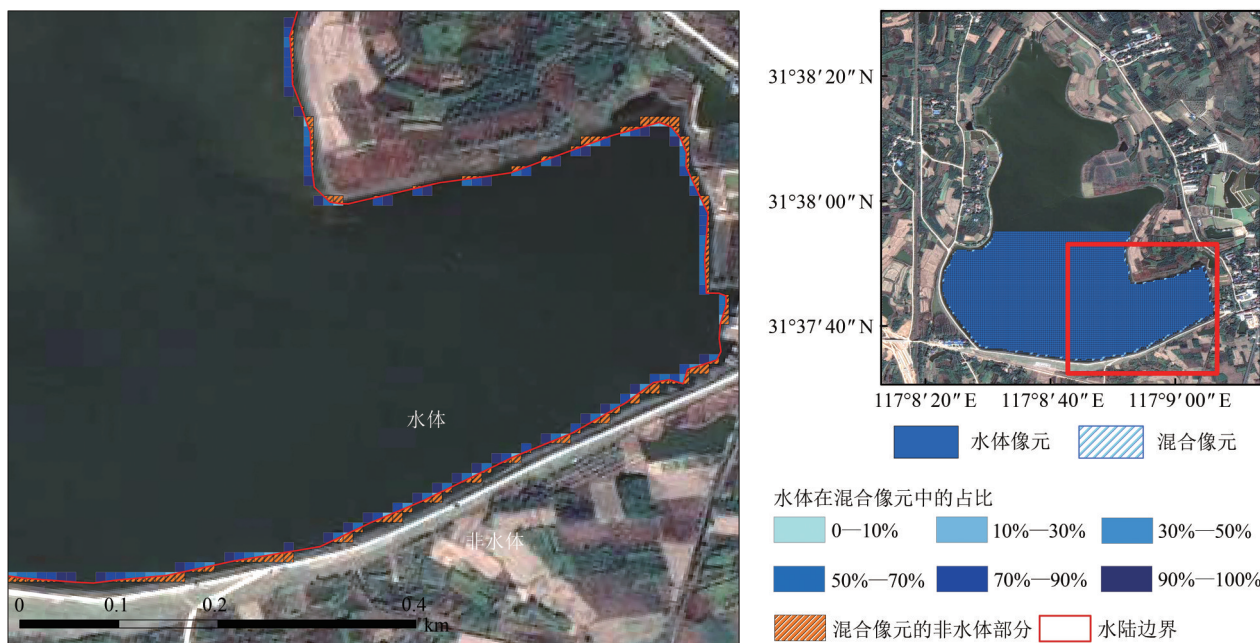 水体
非水体
0 0.1 0.2 0.4
km
31°38′20″N
31°38′00″N
31°37′40″N
117°8′20″E 117°8′40″E 117°9′00″E
水体像元 混合像元
水体在混合像元中的占比
0—10% 10%—30% 30%—50%
50%—70% 70%—90% 90%—100%
混合像元的非水体部分 水陆边界